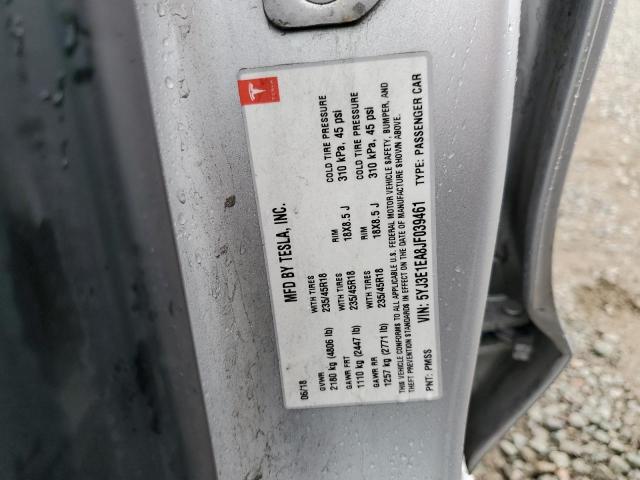 TESLA
MFD BY TESLA, INC.
06/18
GVWR WITH TIRES RIM COLD TIRE PRESSURE
2180 kg (4806 lb) 235/45R18 18X8.5 J 310 kPa, 45 psi
GAWR FRT WITH TIRES RIM COLD TIRE PRESSURE
1110 kg (2447 lb) 235/45R18 18X8.5 J 310 kPa, 45 psi
GAWR RR WITH TIRES
1257 kg (2771 lb) 235/45R18
THIS VEHICLE CONFORMS TO ALL APPLICABLE U.S. FEDERAL MOTOR VEHICLE SAFETY, BUMPER, AND
THEFT PREVENTION STANDARDS IN EFFECT ON THE DATE OF MANUFACTURE SHOWN ABOVE.
VIN: 5YJ3E1EA8JF039461
PNT: PMSS TYPE: PASSENGER CAR